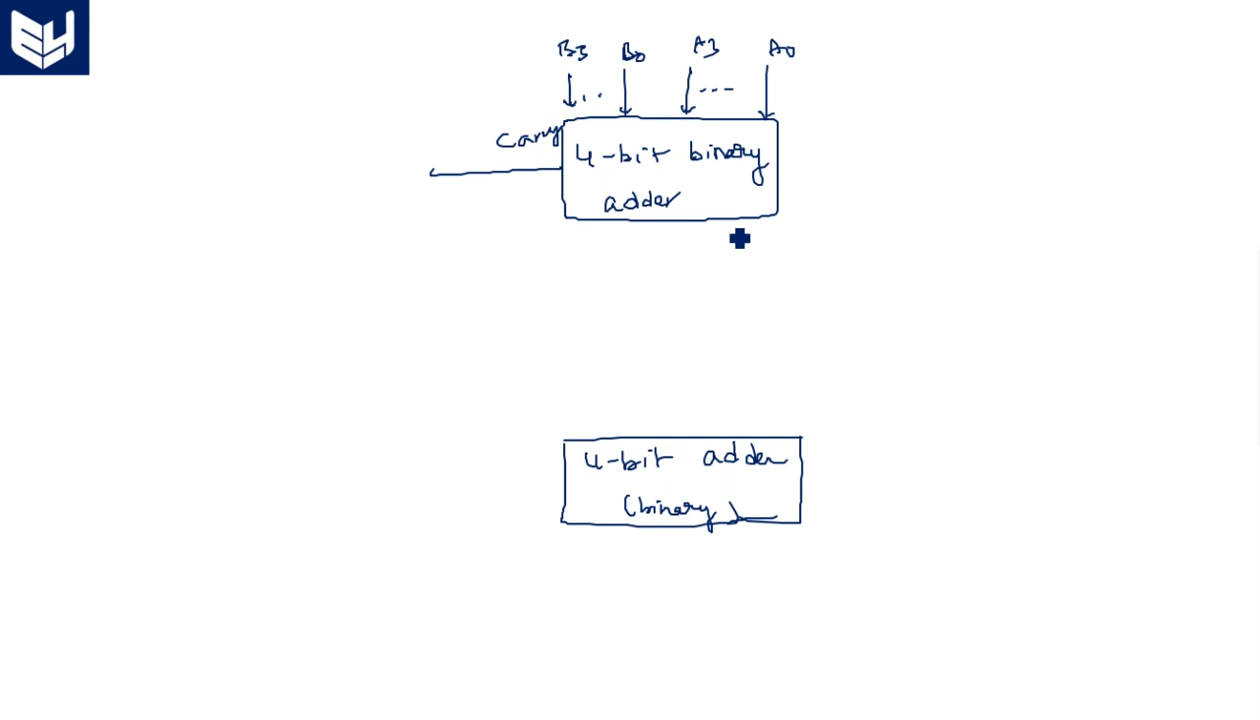 B3 B0 A3 A0
Carry
4-bit binary
adder
4-bit adder
(binary)